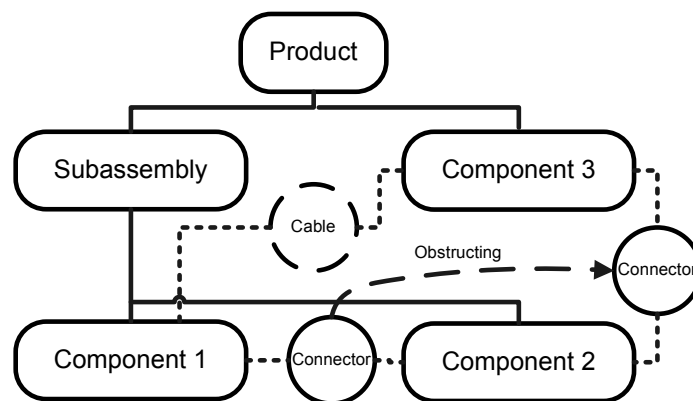 Product
Subassembly
Component 3
Cable
Obstructing
Connector
Component 1
Connector
Component 2